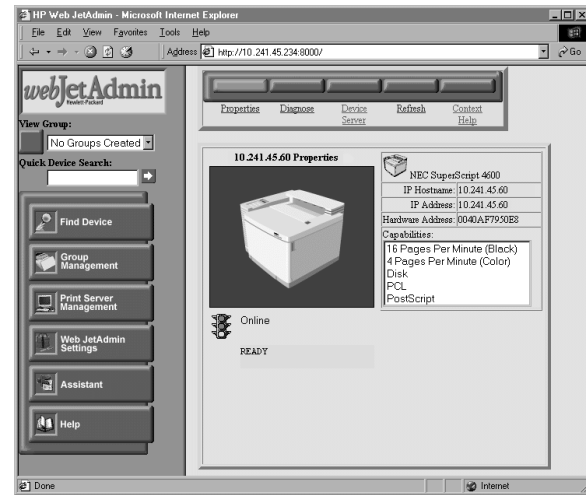 HP Web JetAdmin - Microsoft Internet Explorer
File Edit View Favorites Tools Help
Address http://10.241.45.234:8000/ Go
webJetAdmin
Hewlett-Packard
View Group:
No Groups Created
Quick Device Search:
Find Device
Group
Management
Print Server
Management
Web JetAdmin
Settings
Assistant
Help
Properties Diagnose Device Server Refresh Context Help
10.241.45.60 Properties
NEC SuperScript 4600
IP Hostname: 10.241.45.60
IP Address: 10.241.45.60
Hardware Address: 0040AF7950E8
Capabilities:
16 Pages Per Minute (Black)
4 Pages Per Minute (Color)
Disk
PCL
PostScript
Online
READY
Done Internet